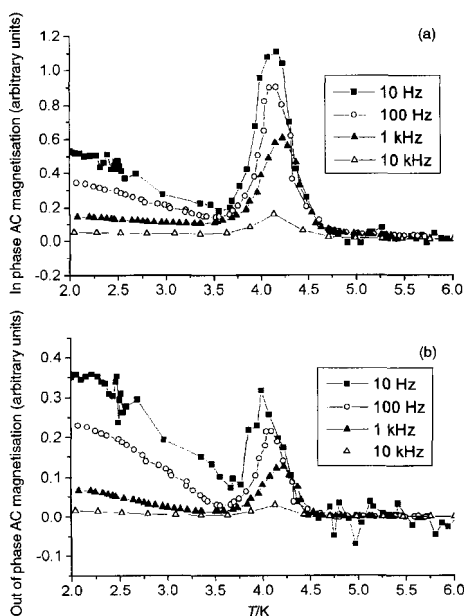 (a)
In phase AC magnetisation (arbitrary units)
1.2
1.0
0.8
0.6
0.4
0.2
0.0
0.2
10 Hz
100 Hz
1 kHz
10 kHz
2.0 2.5 3.0 3.5 4.0 4.5 5.0 5.5 6.0
(b)
Out of phase AC magnetisation (arbitrary units)
0.4
0.3
0.2
0.1
0.0
-0.1
10 Hz
100 Hz
1 kHz
10 kHz
2.0 2.5 3.0 3.5 4.0 4.5 5.0 5.5 6.0
T/K